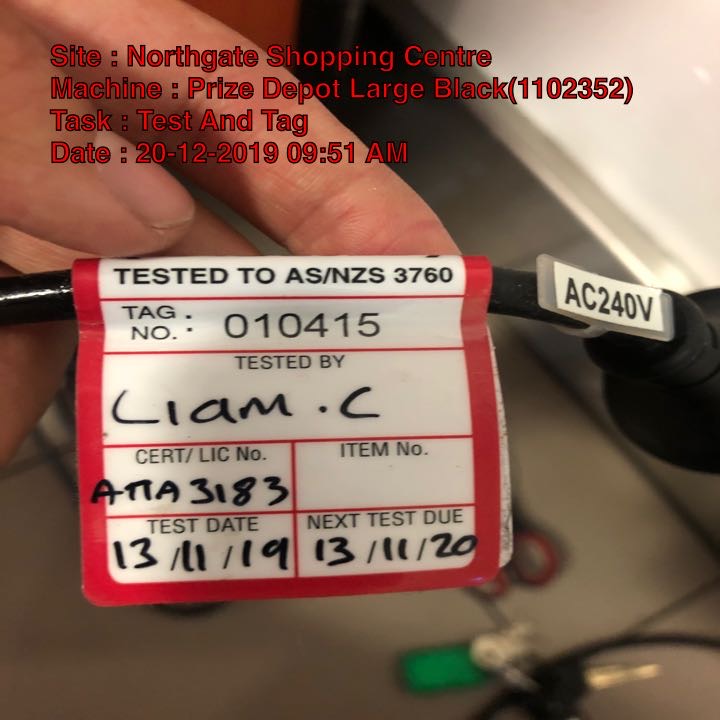 Site : Northgate Shopping Centre
Machine : Prize Depot Large Black(1102352)
Task : Test And Tag
Date : 20-12-2019 09:51 AM
TESTED TO AS/NZS 3760
TAG NO. : 010415
TESTED BY
Liam . C
CERT/ LIC No.
ATTA3183
ITEM No.
TEST DATE
13/11/19
NEXT TEST DUE
13/11/20
AC240V